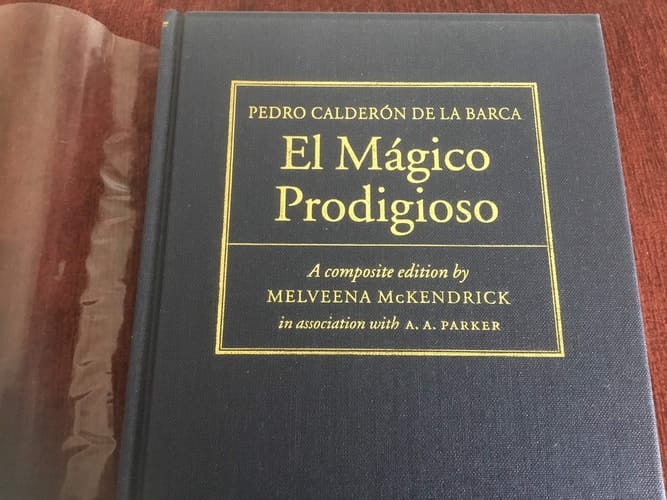 PEDRO CALDERÓN DE LA BARCA
El Mágico
Prodigioso
A composite edition by
MELVEENA McKENDRICK
in association with A. A. PARKER